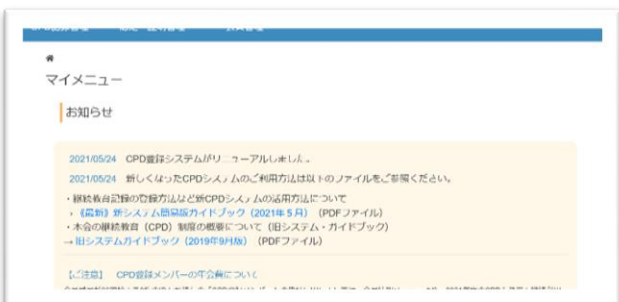 マイメニュー
お知らせ
2021/05/24 CPD登録システムがリニューアルしました。
2021/05/24 新しくなったCPDシステムのご利用方法は以下のファイルをご参照ください。
・継続教育記録の登録方法など新CPDシステムの活用方法について
→ 《最新》新システム簡易版ガイドブック（2021年5月）（PDFファイル）
・本会の継続教育（CPD）制度の概要について（旧システム・ガイドブック）
→ 旧システムガイドブック（2019年9月版）（PDFファイル）
【ご注意】 CPD登録メンバーの年会費について